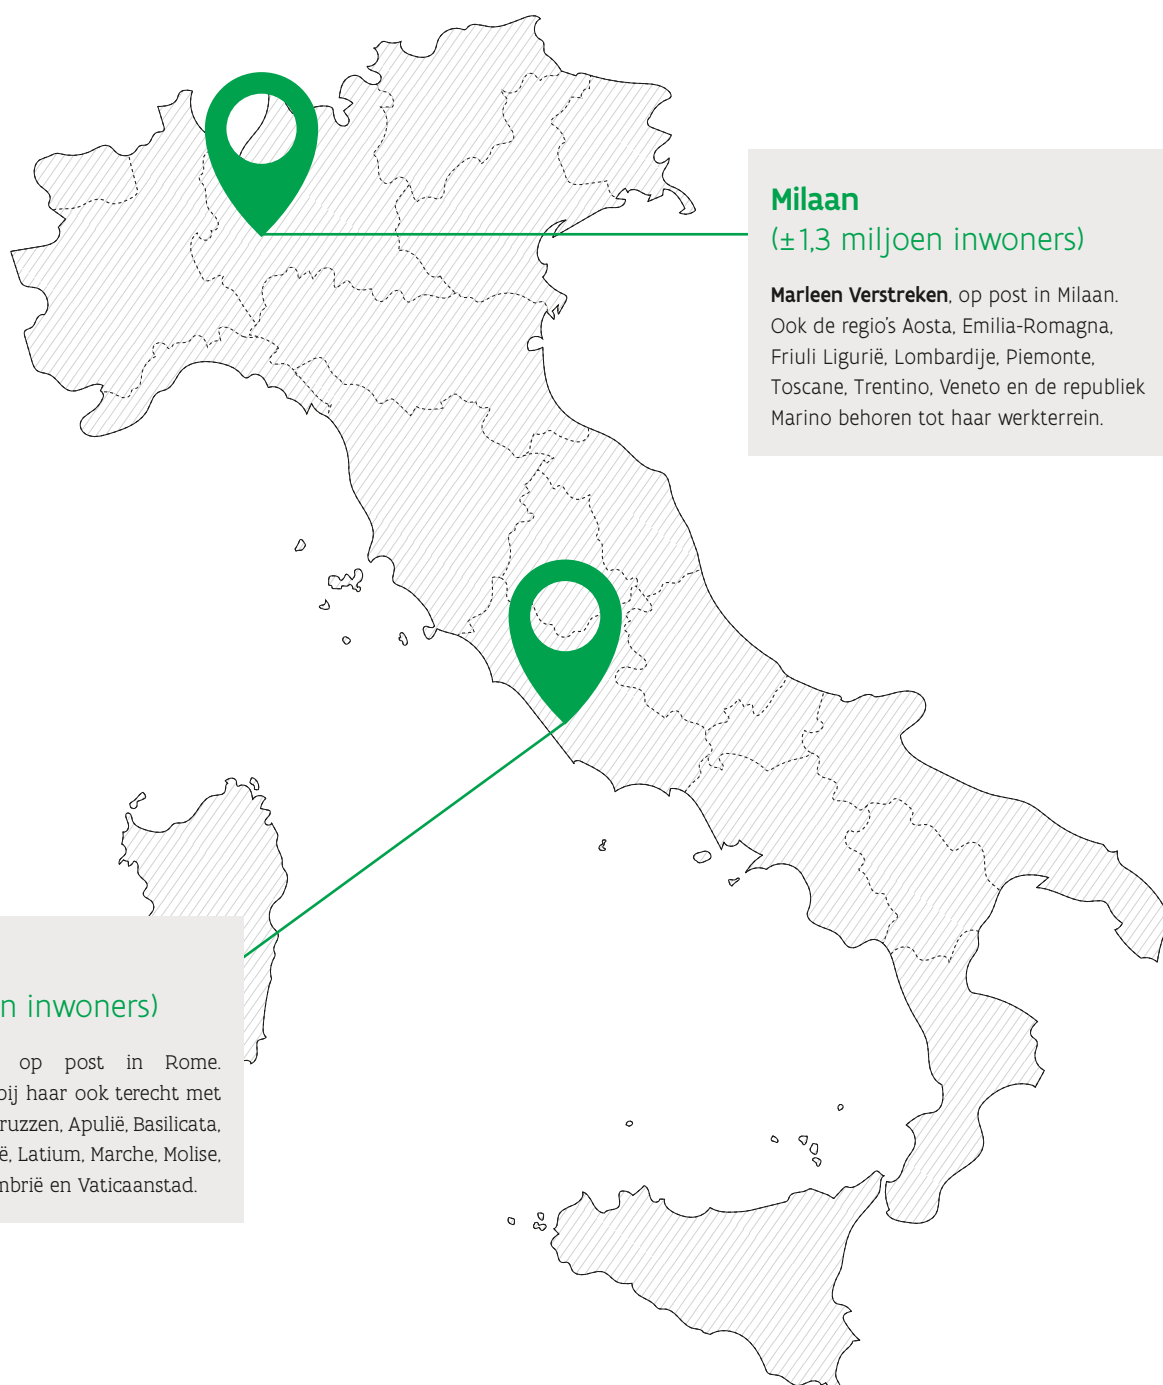 Milaan
(±1,3 miljoen inwoners)
Marleen Verstreken, op post in Milaan.
Ook de regio's Aosta, Emilia-Romagna,
Friuli Ligurië, Lombardije, Piemonte,
Toscane, Trentino, Veneto en de republiek
Marino behoren tot haar werkterrein.
n inwoners)
op post in Rome.
bij haar ook terecht met
ruzzen, Apulië, Basilicata,
ë, Latium, Marche, Molise,
mbrië en Vaticaanstad.